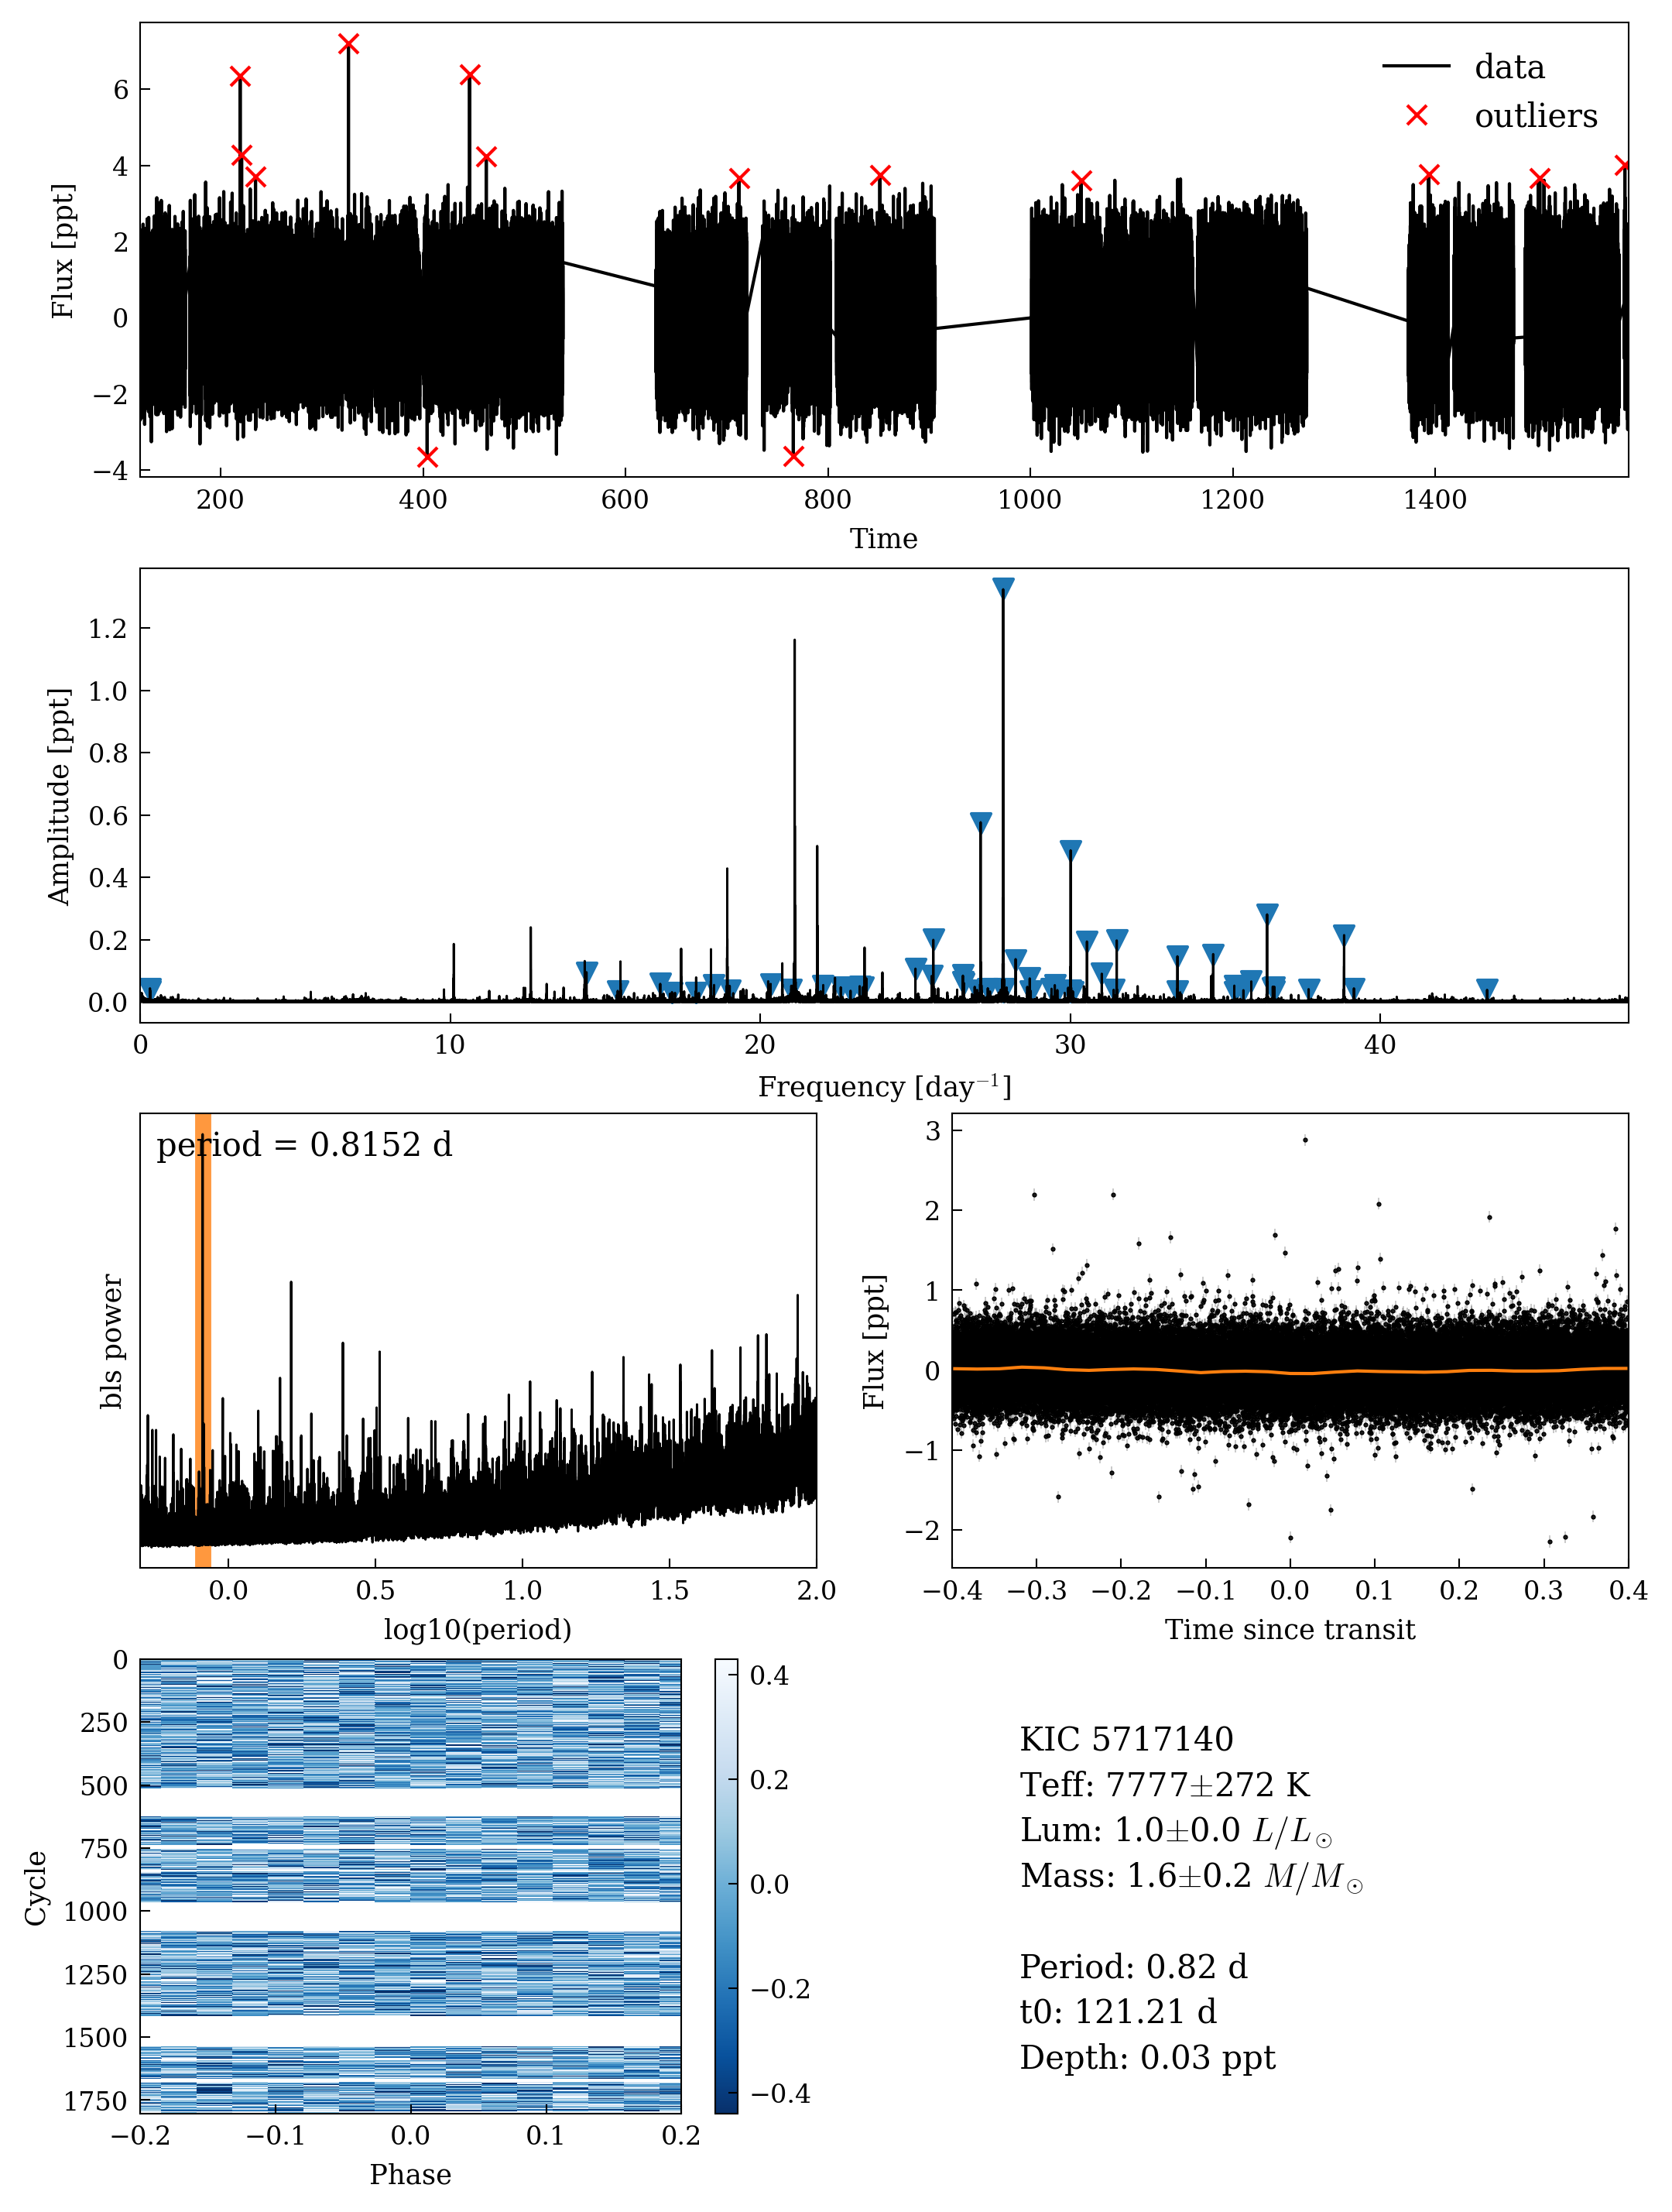 data
outliers
6
4
2
0
−2
−4
Flux [ppt]
200 400 600 800 1000 1200 1400
Time
1.2
1.0
0.8
0.6
0.4
0.2
0.0
Amplitude [ppt]
0 10 20 30 40
Frequency [day⁻¹]
period = 0.8152 d
bls power
0.0 0.5 1.0 1.5 2.0
log10(period)
3
2
1
0
−1
−2
Flux [ppt]
−0.4 −0.3 −0.2 −0.1 0.0 0.1 0.2 0.3 0.4
Time since transit
0
250
500
750
1000
1250
1500
1750
Cycle
−0.2 −0.1 0.0 0.1 0.2
Phase
0.4
0.2
0.0
−0.2
−0.4
KIC 5717140
Teff: 7777±272 K
Lum: 1.0±0.0 L/L⊙
Mass: 1.6±0.2 M/M⊙
Period: 0.82 d
t0: 121.21 d
Depth: 0.03 ppt